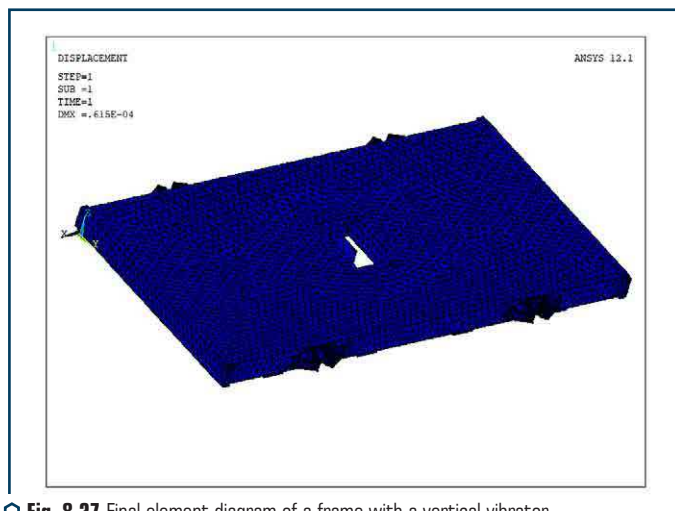 1
DISPLACEMENT
ANSYS 12.1
STEP=1
SUB =1
TIME=1
DMX =.615E-04
Z
X
Y
Fig. 8.27 Final element diagram of a frame with a vertical vibrator